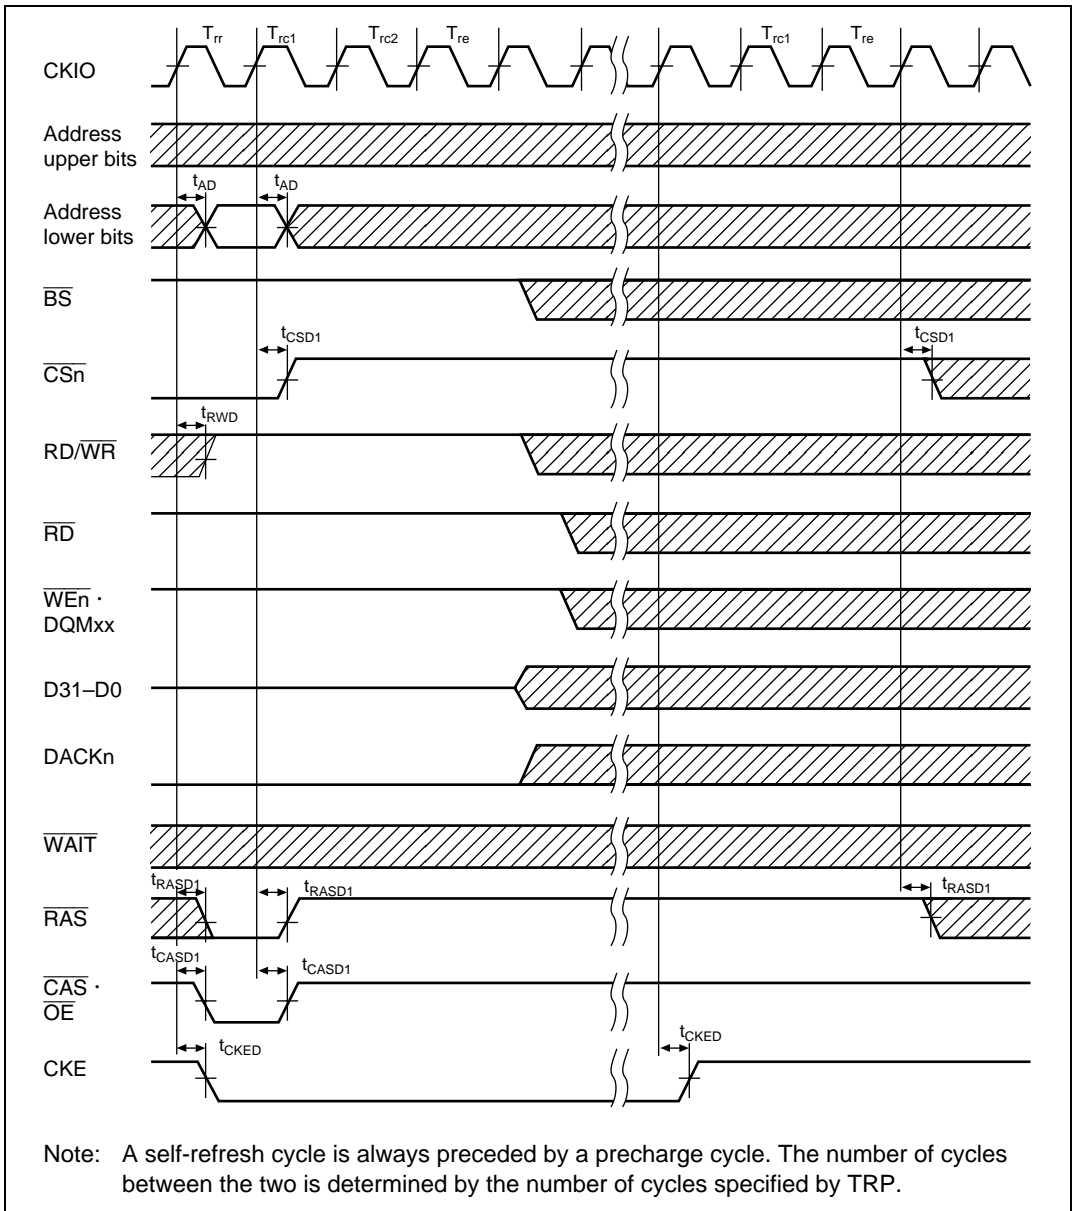 Trr Trc1 Trc2 Tre Trc1 Tre
CKIO
Address
upper bits
tAD tAD
Address
lower bits
BS
tCSD1 tCSD1
CSn
tRWD
RD/WR
RD
WEn ·
DQMxx
D31–D0
DACKn
WAIT
tRASD1 tRASD1 tRASD1
RAS
tCASD1 tCASD1
CAS ·
OE
tCKED tCKED
CKE
Note: A self-refresh cycle is always preceded by a precharge cycle. The number of cycles
between the two is determined by the number of cycles specified by TRP.